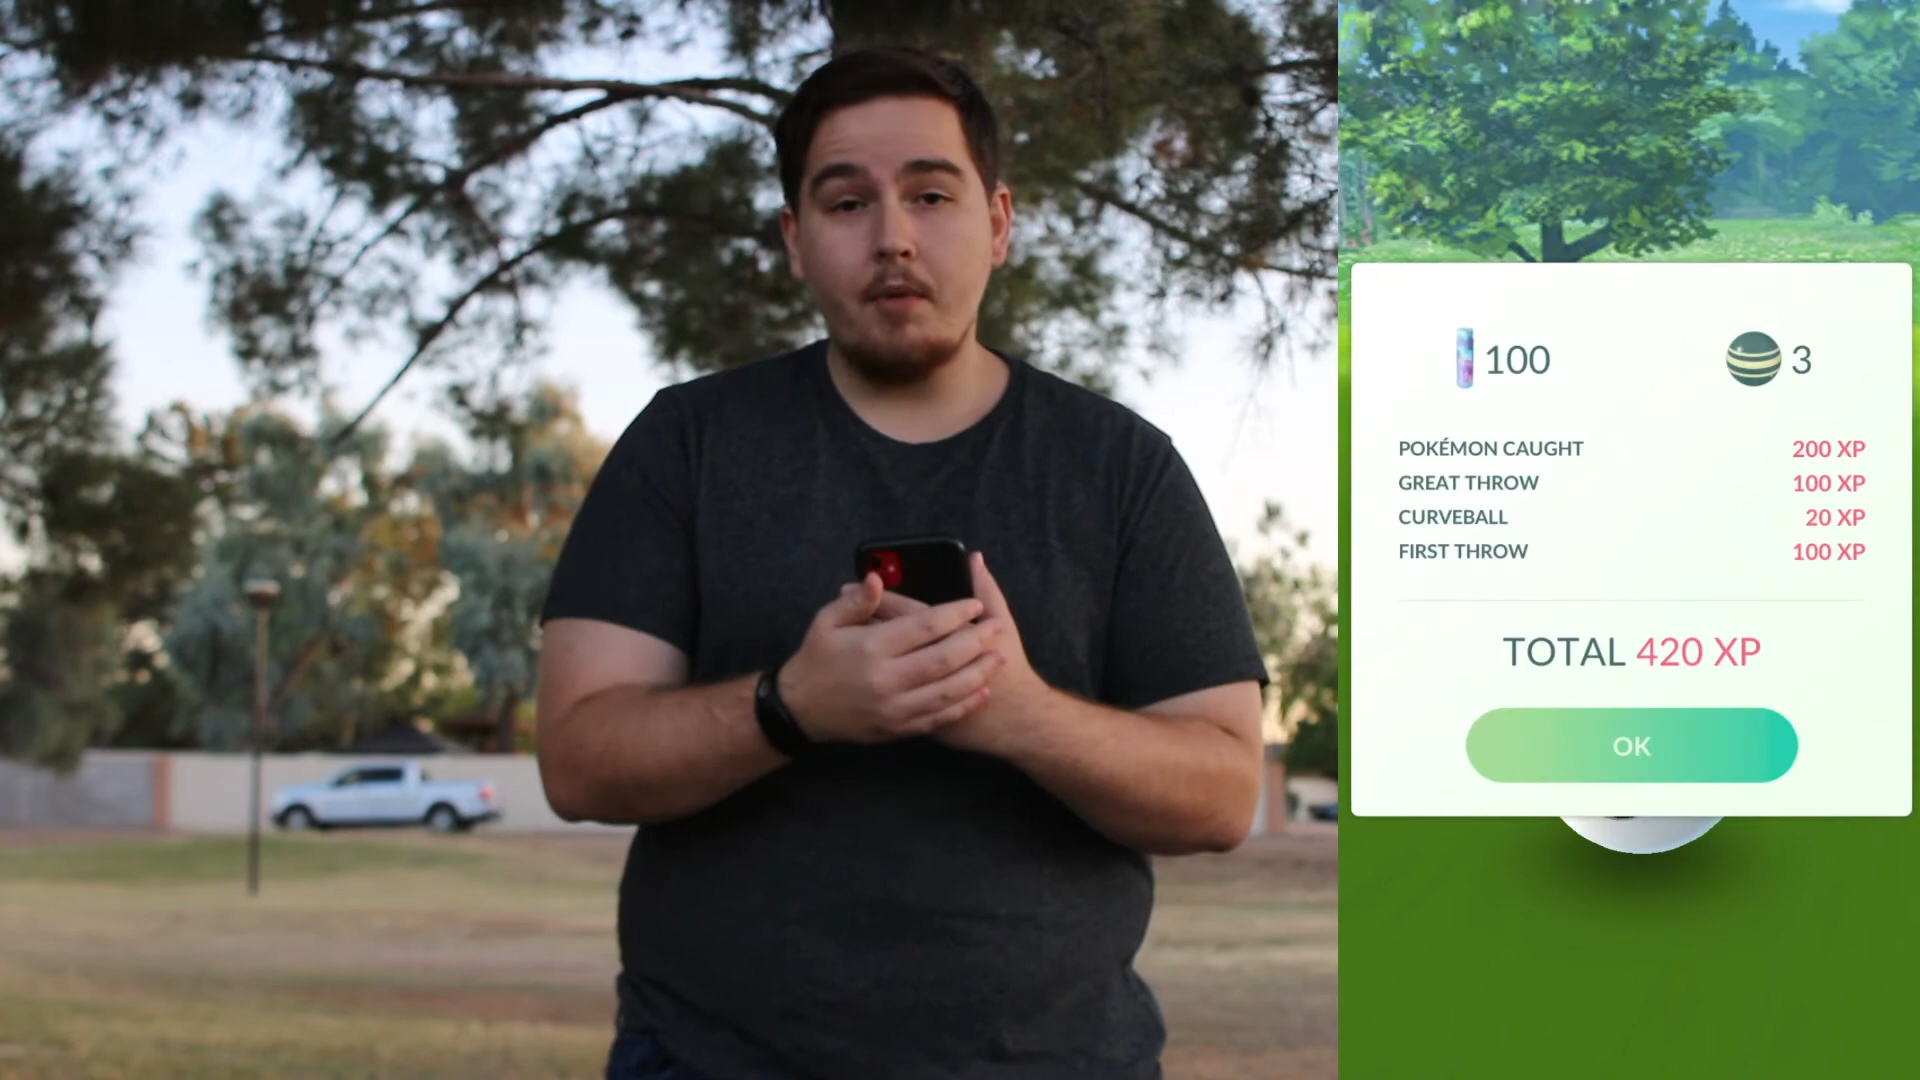 100 3
POKÉMON CAUGHT 200 XP
GREAT THROW 100 XP
CURVEBALL 20 XP
FIRST THROW 100 XP
TOTAL 420 XP
OK